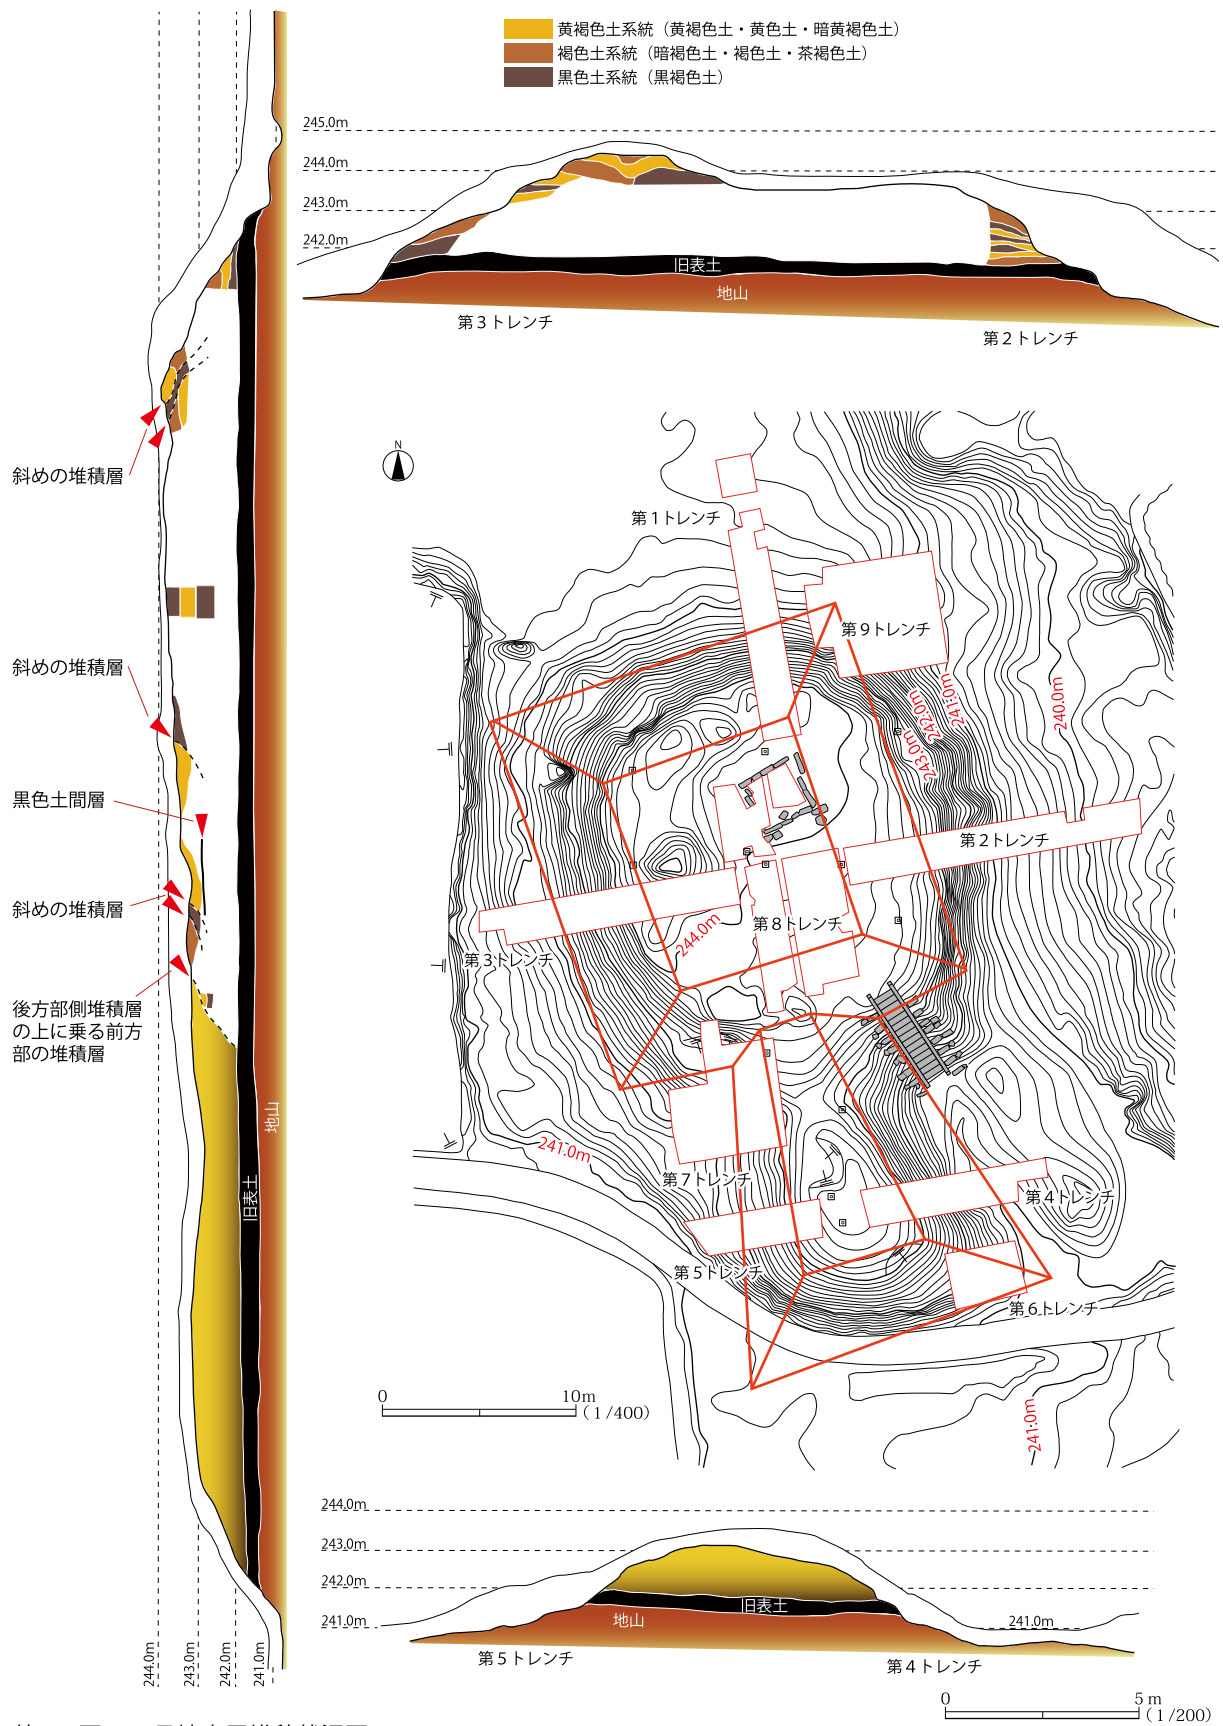 黄褐色土系統（黄褐色土・黄色土・暗黄褐色土）
褐色土系統（暗褐色土・褐色土・茶褐色土）
黒色土系統（黒褐色土）
245.0m
244.0m
243.0m
242.0m
旧表土
地山
第３トレンチ
第２トレンチ
斜めの堆積層
斜めの堆積層
黒色土間層
斜めの堆積層
後方部側堆積層
の上に乗る前方
部の堆積層
地山
旧表土
244.0m
243.0m
242.0m
241.0m
N
第１トレンチ
第９トレンチ
243.0m
242.0m
241.0m
240.0m
第２トレンチ
第８トレンチ
244.0m
第３トレンチ
241.0m
第７トレンチ
第４トレンチ
第５トレンチ
第６トレンチ
241.0m
0 10m
（1/400）
244.0m
243.0m
242.0m
241.0m
旧表土
地山
241.0m
第５トレンチ
第４トレンチ
0 5m
（1/200）